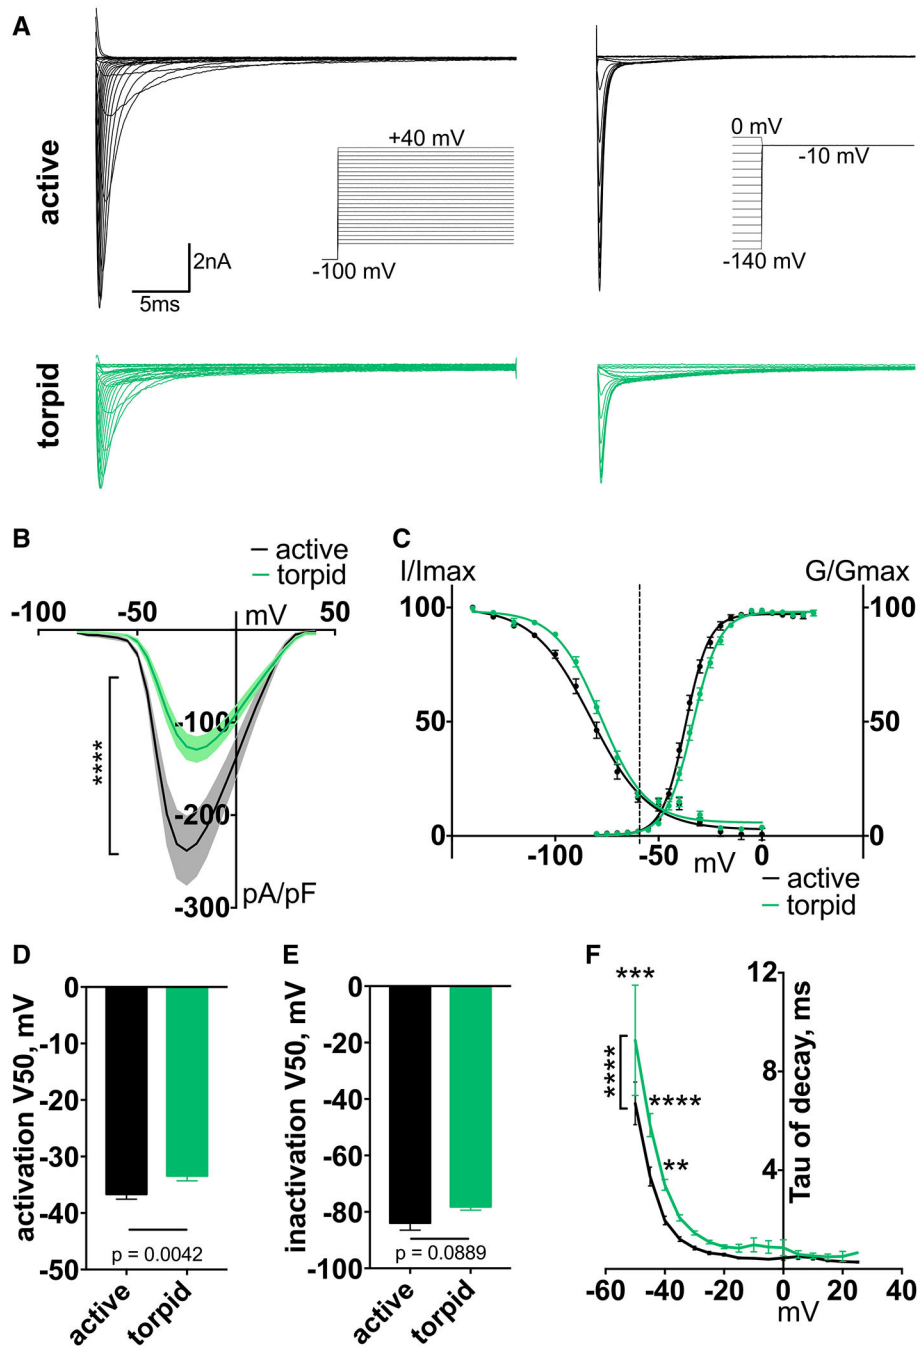 A
active
+40 mV
-100 mV
2nA
5ms
0 mV
-10 mV
-140 mV
torpid
B
active
torpid
-100
-50
mV
50
-100
-200
-300
pA/pF
****
C
I/Imax
G/Gmax
100
50
0
100
50
0
-100
-50
mV
0
active
torpid
D
activation V50, mV
0
-10
-20
-30
-40
-50
p = 0.0042
active
torpid
E
inactivation V50, mV
0
-20
-40
-60
-80
-100
p = 0.0889
active
torpid
F
***
****
****
**
12
8
4
Tau of decay, ms
-60
-40
-20
0
20
40
mV